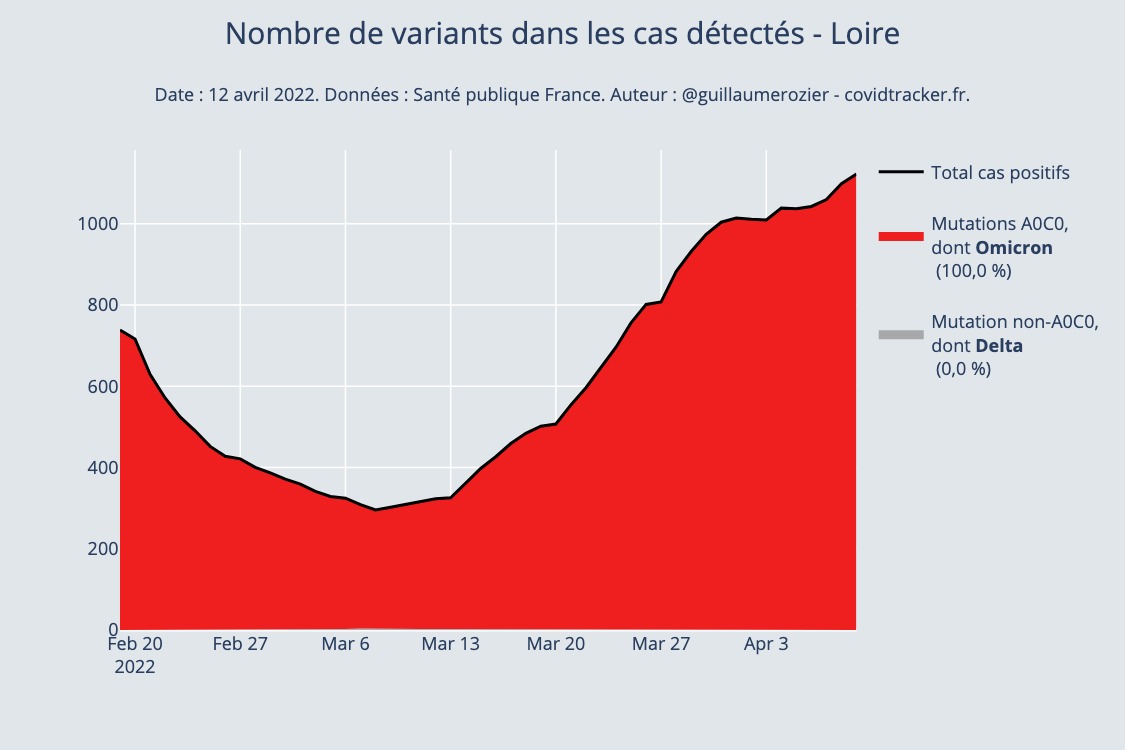 Nombre de variants dans les cas détectés - Loire
Date : 12 avril 2022. Données : Santé publique France. Auteur : @guillaumerozier - covidtracker.fr.
Total cas positifs
Mutations A0C0,
dont Omicron
(100,0 %)
Mutation non-A0C0,
dont Delta
(0,0 %)
1000
800
600
400
200
0
Feb 20 Feb 27 Mar 6 Mar 13 Mar 20 Mar 27 Apr 3
2022